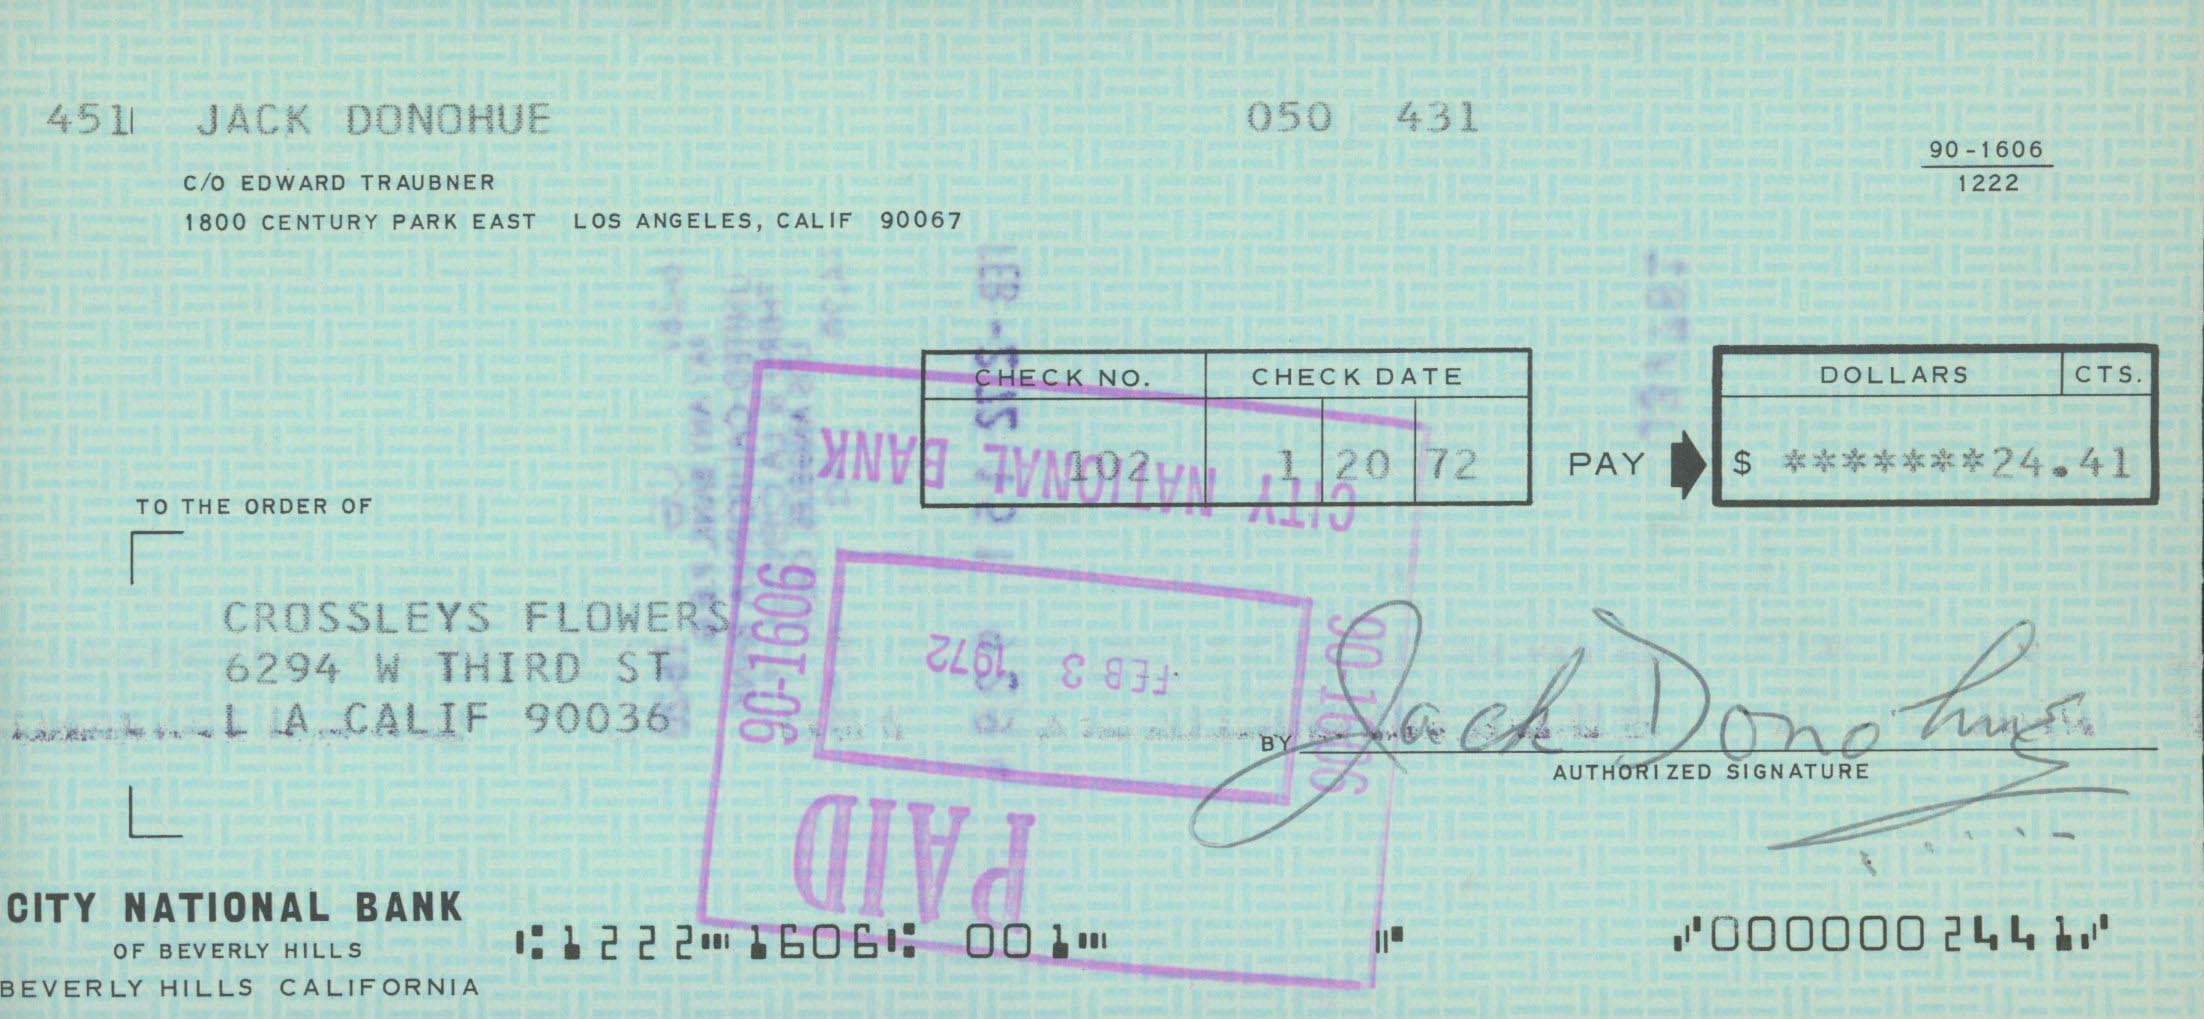 451 JACK DONOHUE 050 431
90-1606
1222
C/O EDWARD TRAUBNER
1800 CENTURY PARK EAST LOS ANGELES, CALIF 90067
CHECK NO. CHECK DATE
102 1 20 72
PAY
DOLLARS CTS.
$ *******24.41
TO THE ORDER OF
CROSSLEYS FLOWERS
6294 W THIRD ST
L A CALIF 90036
CITY NATIONAL BANK
90-1606
FEB 3 1972
90-1606
PAID
BY Jack Donohue
AUTHORIZED SIGNATURE
CITY NATIONAL BANK
OF BEVERLY HILLS
BEVERLY HILLS CALIFORNIA
⑆1222⑉1606⑆ 001⑉
⑈0000002441⑈